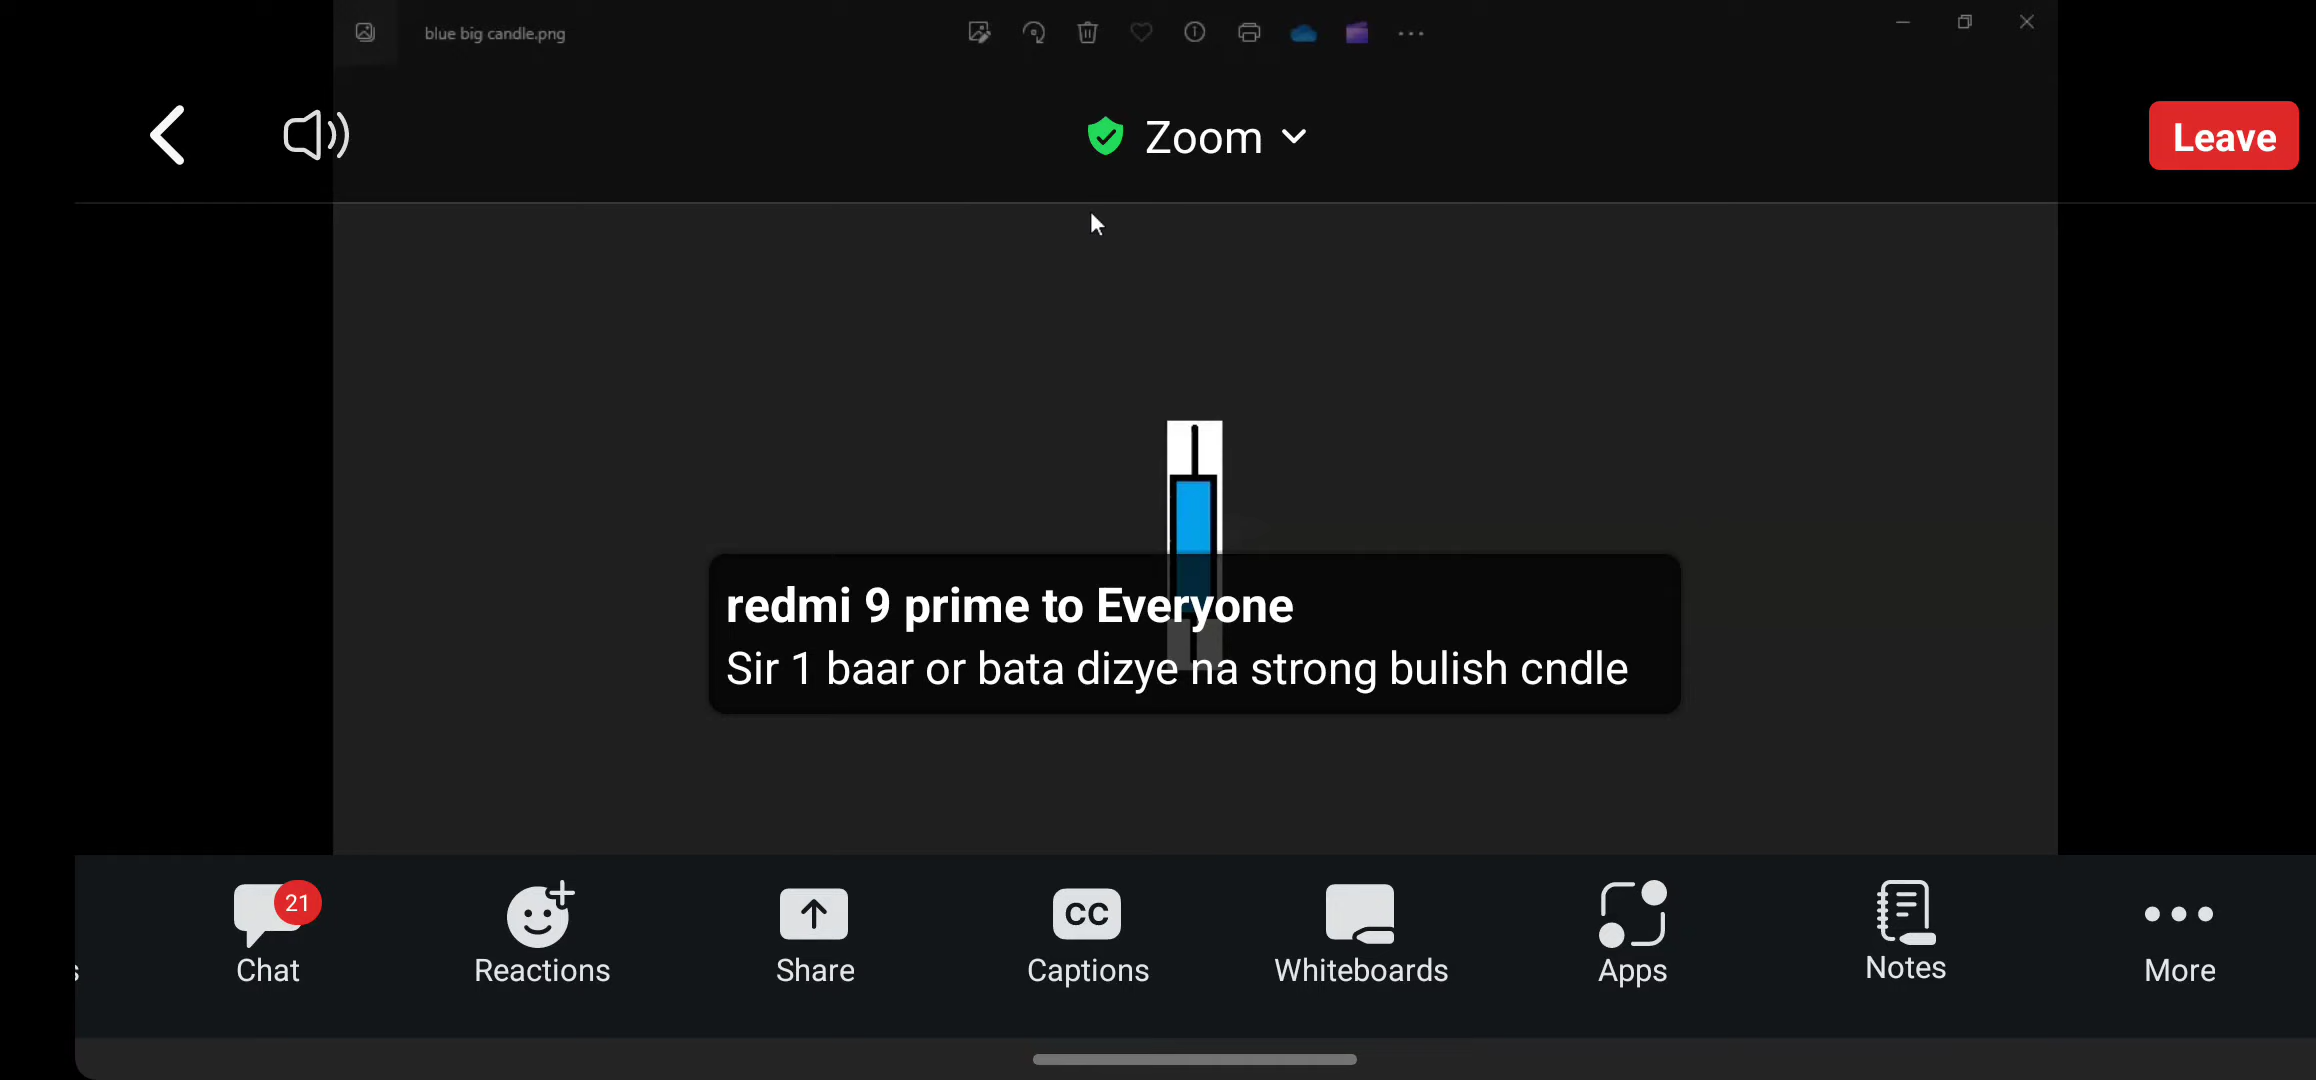 blue big candle.png
Zoom
Leave
redmi 9 prime to Everyone
Sir 1 baar or bata dizye na strong bulish cndle
21
CC
s
Chat
Reactions
Share
Captions
Whiteboards
Apps
Notes
More